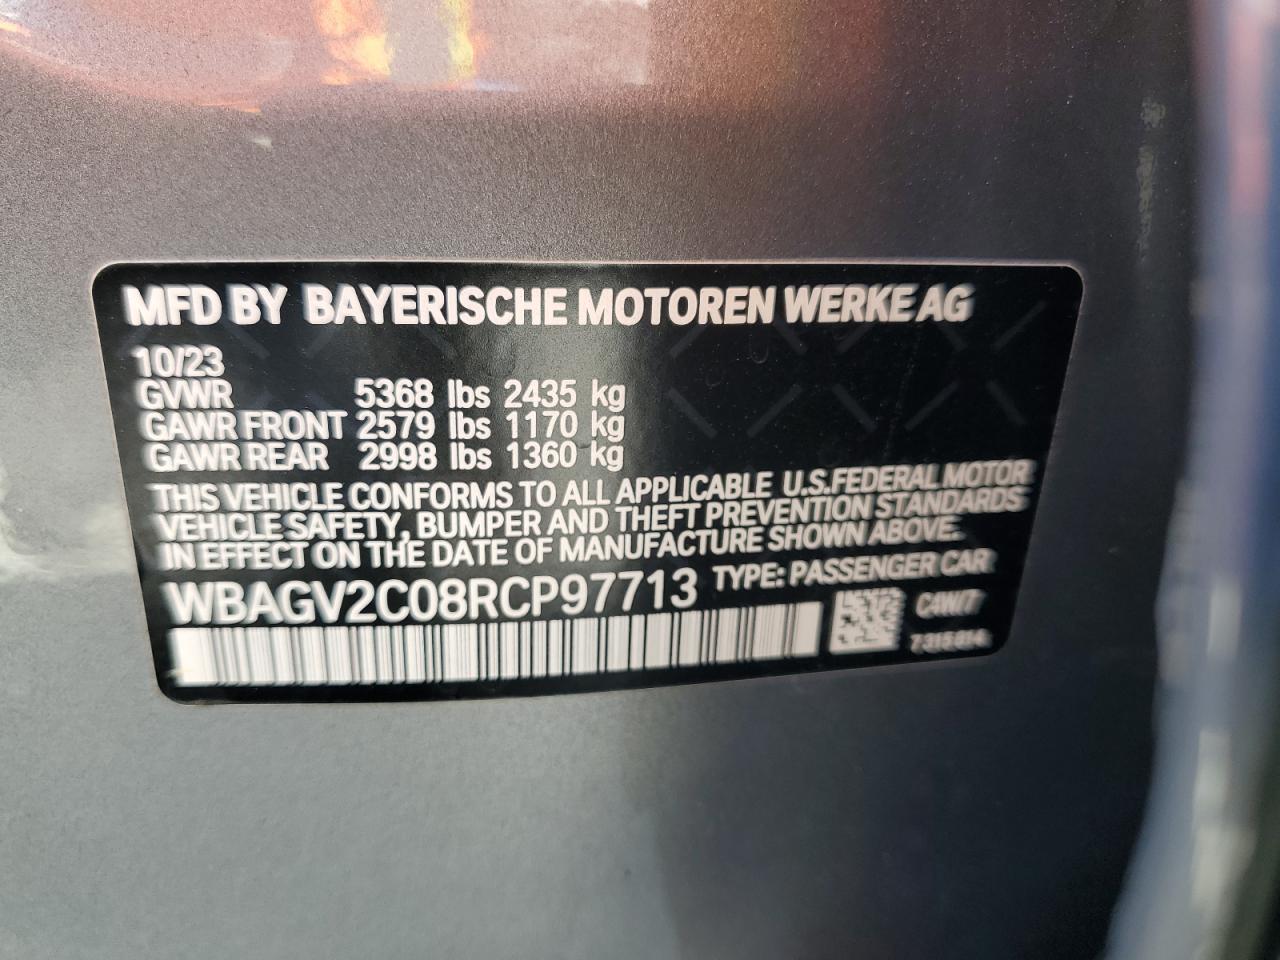 MFD BY BAYERISCHE MOTOREN WERKE AG
10/23
GVWR 5368 lbs 2435 kg
GAWR FRONT 2579 lbs 1170 kg
GAWR REAR 2998 lbs 1360 kg
THIS VEHICLE CONFORMS TO ALL APPLICABLE U.S.FEDERAL MOTOR
VEHICLE SAFETY, BUMPER AND THEFT PREVENTION STANDARDS
IN EFFECT ON THE DATE OF MANUFACTURE SHOWN ABOVE.
WBAGV2C08RCP97713 TYPE: PASSENGER CAR